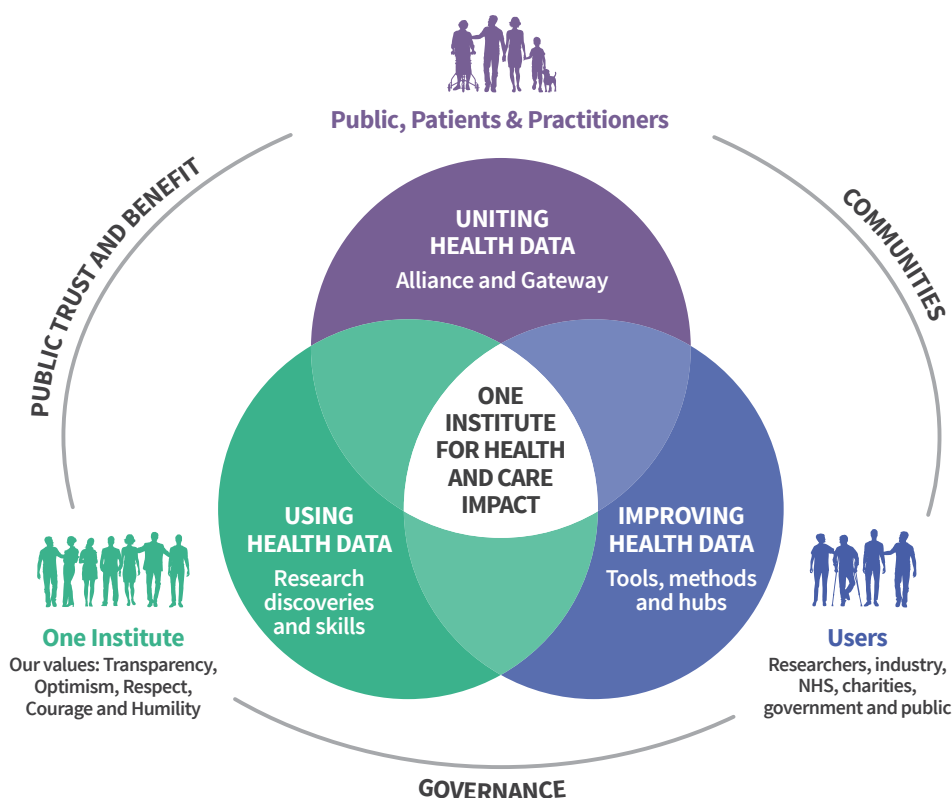 Public, Patients & Practitioners
PUBLIC TRUST AND BENEFIT
COMMUNITIES
UNITING
HEALTH DATA
Alliance and Gateway
ONE
INSTITUTE
FOR HEALTH
AND CARE
IMPACT
USING
HEALTH DATA
Research
discoveries
and skills
IMPROVING
HEALTH DATA
Tools, methods
and hubs
One Institute
Our values: Transparency,
Optimism, Respect,
Courage and Humility
Users
Researchers, industry,
NHS, charities,
government and public
GOVERNANCE